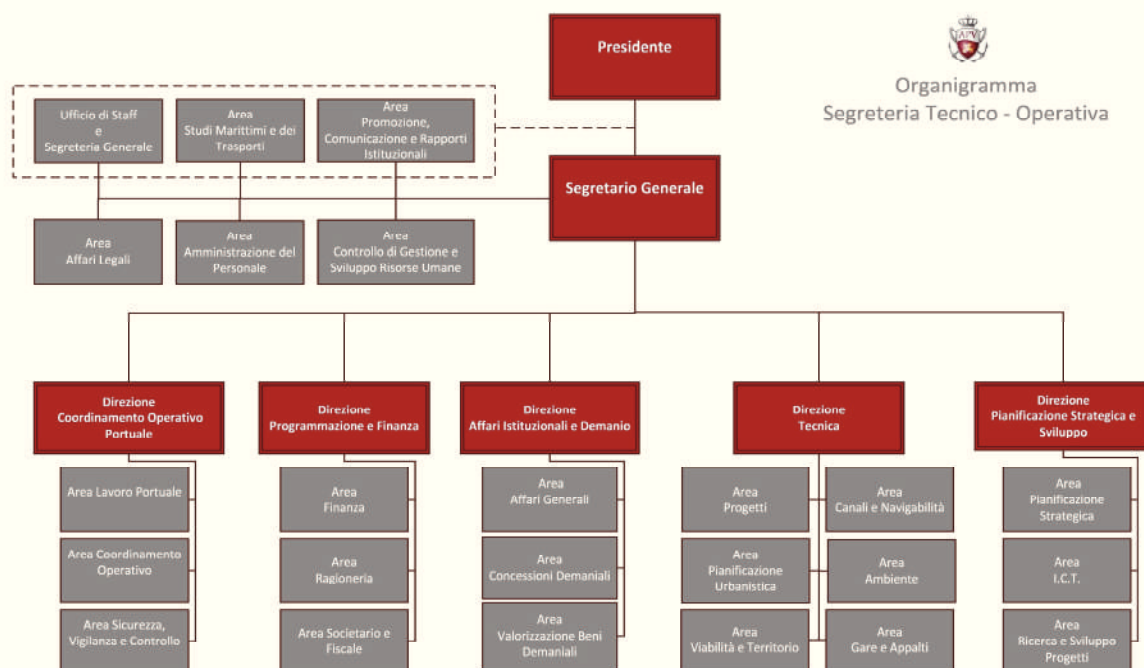 Presidente
APV
Organigramma
Segreteria Tecnico - Operativa
Ufficio di Staff
e
Segreteria Generale
Area
Studi Marittimi e dei
Trasporti
Area
Promozione,
Comunicazione e Rapporti
Istituzionali
Segretario Generale
Area
Affari Legali
Area
Amministrazione del
Personale
Area
Controllo di Gestione e
Sviluppo Risorse Umane
Direzione
Coordinamento Operativo
Portuale
Direzione
Programmazione e Finanza
Direzione
Affari Istituzionali e Demanio
Direzione
Tecnica
Direzione
Pianificazione Strategica e
Sviluppo
Area Lavoro Portuale
Area Coordinamento
Operativo
Area Sicurezza,
Vigilanza e Controllo
Area
Finanza
Area
Ragioneria
Area Societario e
Fiscale
Area
Affari Generali
Area
Concessioni Demaniali
Area
Valorizzazione Beni
Demaniali
Area
Progetti
Area
Canali e Navigabilità
Area
Pianificazione
Urbanistica
Area
Ambiente
Area
Viabilità e Territorio
Area
Gare e Appalti
Area
Pianificazione
Strategica
Area
I.C.T.
Area
Ricerca e Sviluppo
Progetti